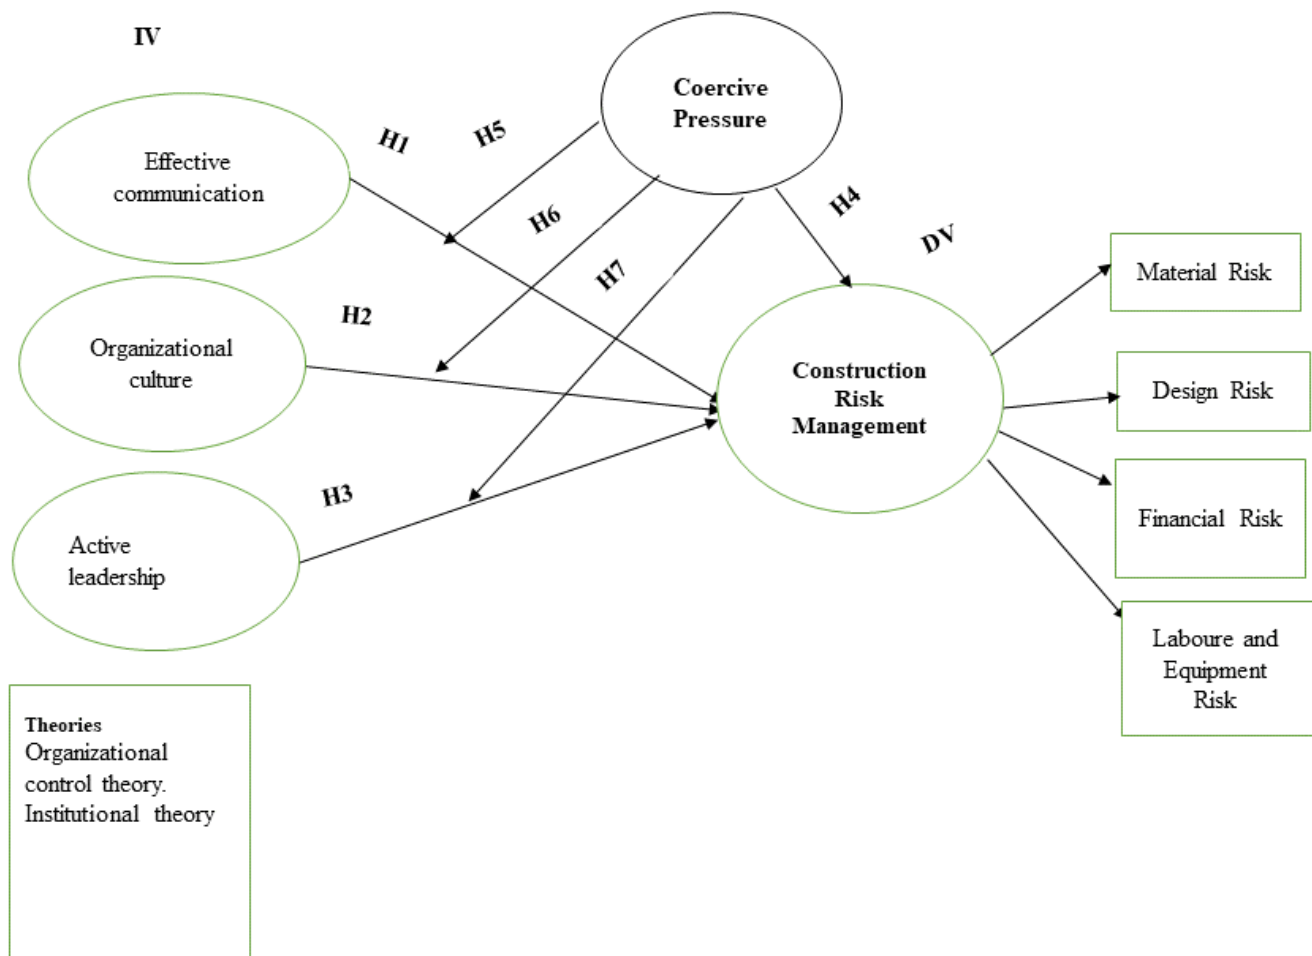 IV
Coercive
Pressure
H1
H5
Effective
communication
H6
H4
DV
H7
Material Risk
H2
Organizational
culture
Construction
Risk
Management
Design Risk
H3
Financial Risk
Active
leadership
Laboure and
Equipment
Risk
Theories
Organizational
control theory.
Institutional theory